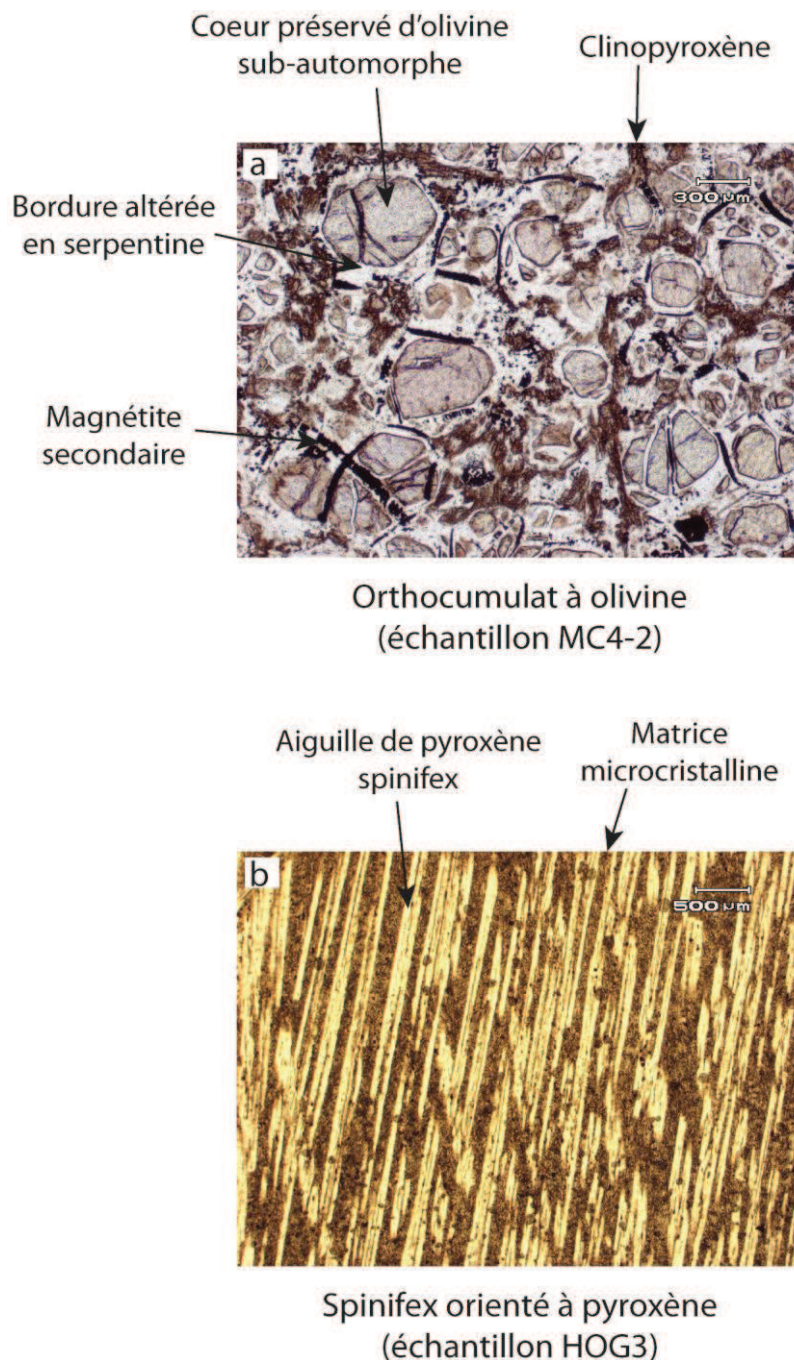 Coeur préservé d'olivine
sub-automorphe
Clinopyroxène
a
300 µm
Bordure altérée
en serpentine
Magnétite
secondaire
Orthocumulat à olivine
(échantillon MC4-2)
Aiguille de pyroxène
spinifex
Matrice
microcristalline
b
500 µm
Spinifex orienté à pyroxène
(échantillon HOG3)